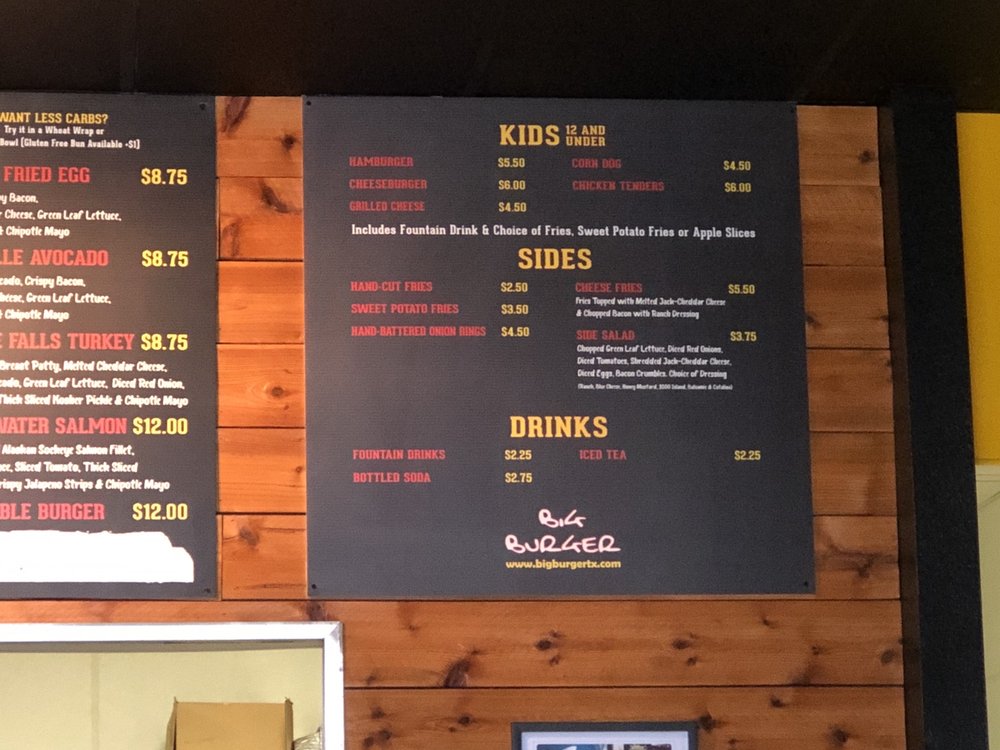 WANT LESS CARBS?
Try it in a Wheat Wrap or
Bowl (Gluten Free Bun Available +$1)
FRIED EGG $8.75
Bacon,
Cheese, Green Leaf Lettuce,
& Chipotle Mayo
AVOCADO $8.75
Crispy Bacon,
Green Leaf Lettuce,
& Chipotle Mayo
FALLS TURKEY $8.75
Breast Patty, Melted Cheddar Cheese,
Green Leaf Lettuce, Diced Red Onion,
Thick Sliced Kosher Pickle & Chipotle Mayo
WATER SALMON $12.00
Alaskan Sockeye Salmon Fillet,
Sliced Tomato, Thick Sliced
Jalapeno Strips & Chipotle Mayo
BLE BURGER $12.00
KIDS 12 AND UNDER
HAMBURGER $5.50
CHEESEBURGER $6.00
GRILLED CHEESE $4.50
CORN DOG $4.50
CHICKEN TENDERS $6.00
Includes Fountain Drink & Choice of Fries, Sweet Potato Fries or Apple Slices
SIDES
HAND-CUT FRIES $2.50
SWEET POTATO FRIES $3.50
HAND-BATTERED ONION RINGS $4.50
CHEESE FRIES $5.50
Fries Topped with Melted Jack-Cheddar Cheese
& Chopped Bacon with Ranch Dressing
SIDE SALAD $3.75
Chopped Green Leaf Lettuce, Diced Red Onions,
Diced Tomatoes, Shredded Jack-Cheddar Cheese,
Diced Eggs, Bacon Crumbles, Choice of Dressing
(Ranch, Blue Cheese, Honey Mustard, 1000 Island, Balsamic & Catalina)
DRINKS
FOUNTAIN DRINKS $2.25
BOTTLED SODA $2.75
ICED TEA $2.25
BIG
BURGER
www.bigburgertx.com